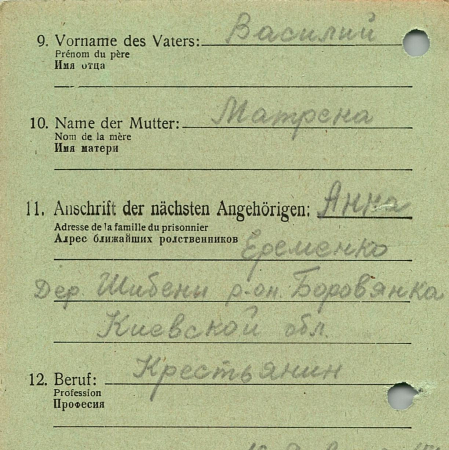 9. Vorname des Vaters: Василий
Prénom du père
Имя отца
10. Name der Mutter: Матрена
Nom de la mère
Имя матери
11. Anschrift der nächsten Angehörigen: Анна
Adresse de la famille du prisonnier
Адрес ближайших ролственников Еременко
Дер. Шибены р-он. Боровянка
Киевской обл.
12. Beruf: Крестьянин
Profession
Професия